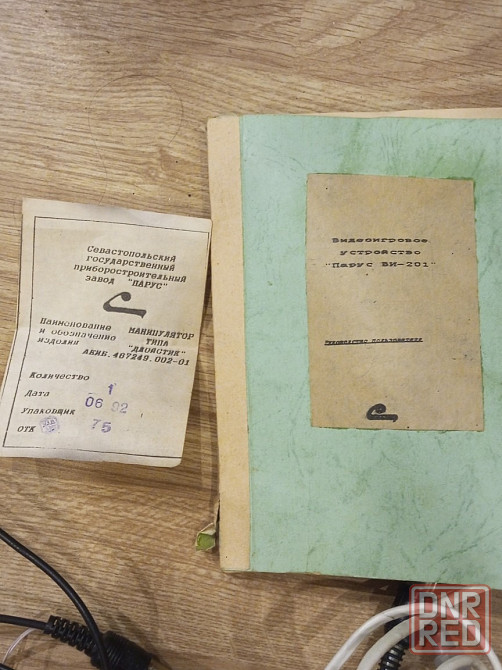 Севастопольский
государственный
приборостроительный
завод "ПАРУС"
Наименование
и обозначение
изделия
МАНИПУЛЯТОР
ТИПА
"ДЖОЙСТИК"
АКИБ.467249.002-01
Количество 1
Дата 06 92
Упаковщик
ОТК 75
Видеоигровое
устройство
"Парус ВИ-201"
Руководство пользователя
DNR
RED